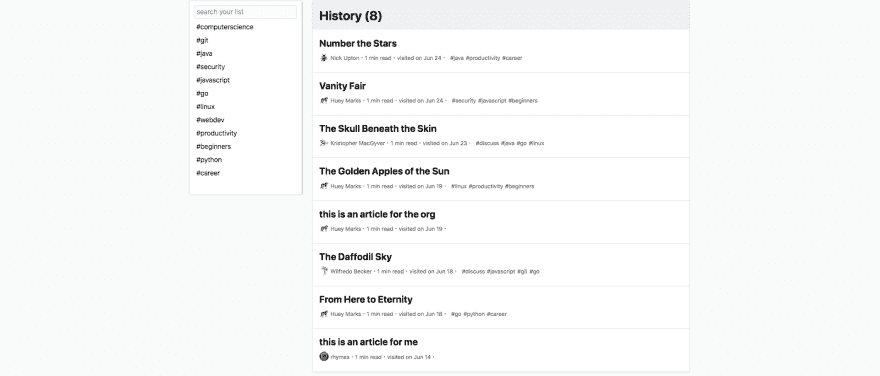 search your list
#computerscience
#git
#java
#security
#javascript
#go
#linux
#webdev
#productivity
#beginners
#python
#career
History (8)
Number the Stars
Nick Upton · 1 min read · visited on Jun 24 · #java #productivity #career
Vanity Fair
Huey Marks · 1 min read · visited on Jun 24 · #security #javascript #beginners
The Skull Beneath the Skin
Kristopher MacGyver · 1 min read · visited on Jun 23 · #discuss #java #go #linux
The Golden Apples of the Sun
Huey Marks · 1 min read · visited on Jun 19 · #linux #productivity #beginners
this is an article for the org
Huey Marks · 1 min read · visited on Jun 19 ·
The Daffodil Sky
Wilfredo Becker · 1 min read · visited on Jun 18 · #discuss #javascript #git #go
From Here to Eternity
Huey Marks · 1 min read · visited on Jun 18 · #go #python #career
this is an article for me
rhymes · 1 min read · visited on Jun 14 ·